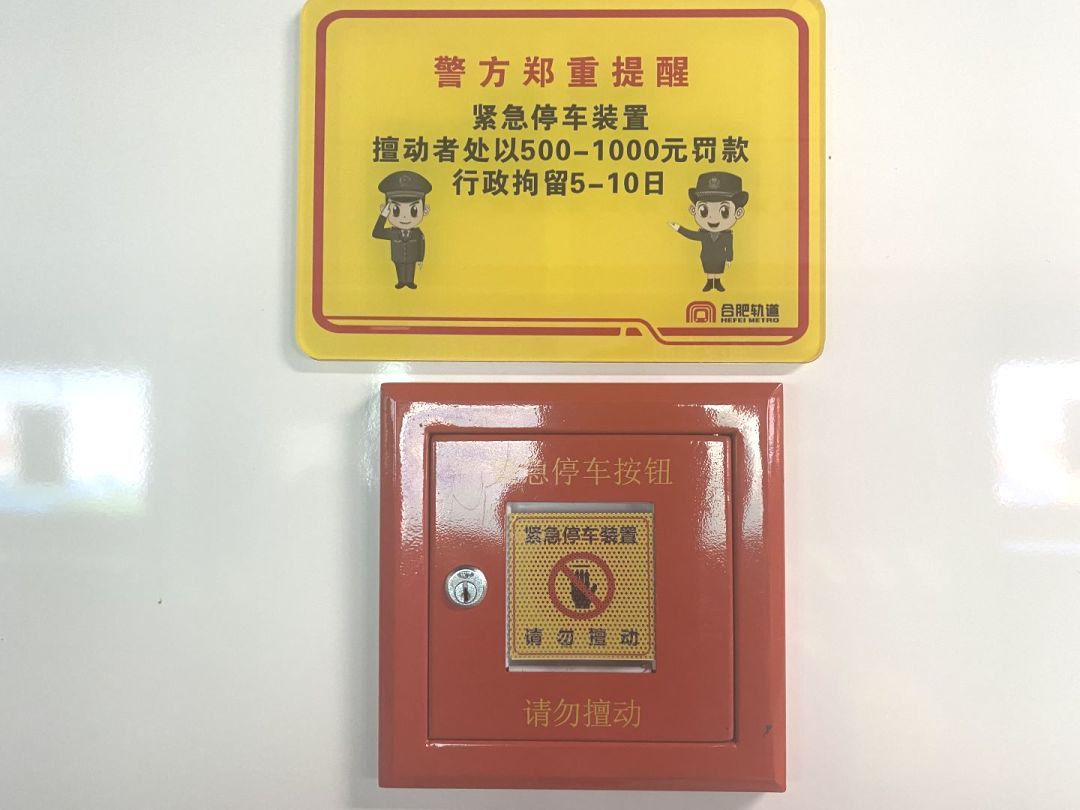 警方郑重提醒
紧急停车装置
擅动者处以500-1000元罚款
行政拘留5-10日
合肥轨道
HEFEI METRO
紧急停车按钮
紧急停车装置
请勿擅动
请勿擅动